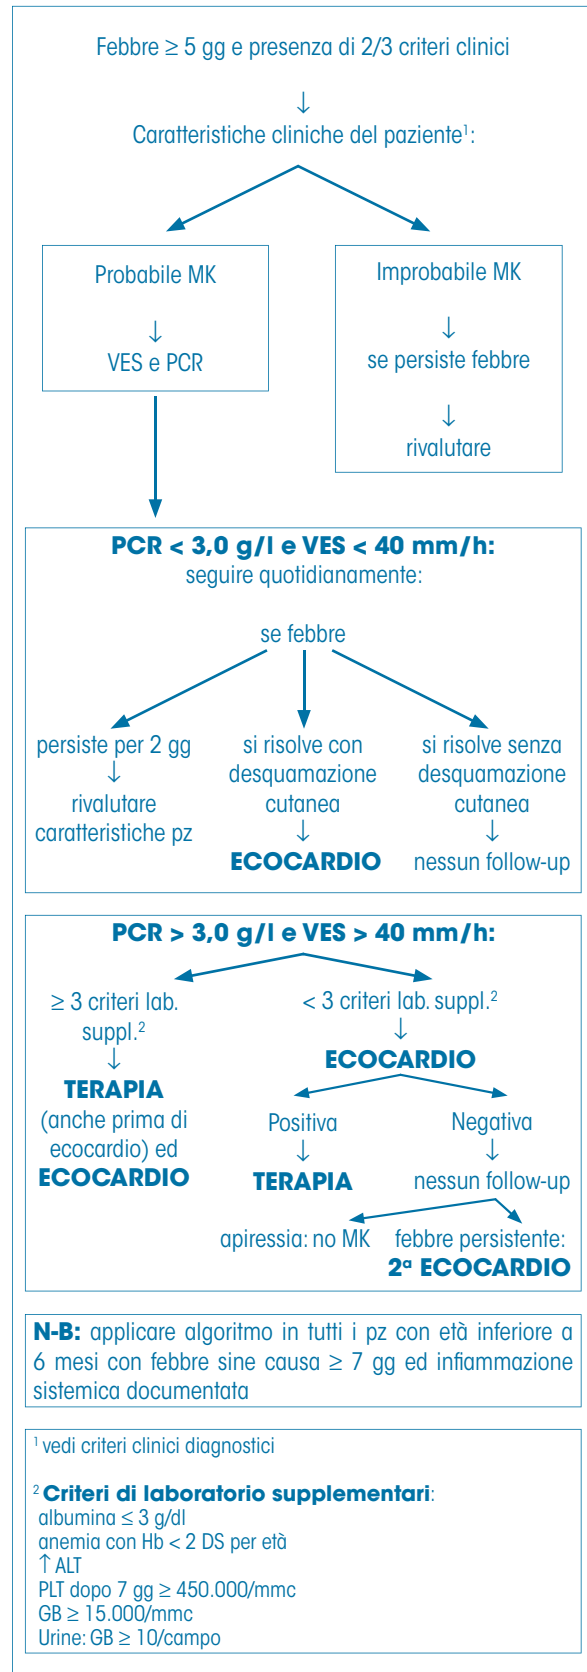 Febbre ≥ 5 gg e presenza di 2/3 criteri clinici
↓
Caratteristiche cliniche del paziente¹:
Probabile MK
↓
VES e PCR
Improbabile MK
↓
se persiste febbre
↓
rivalutare
PCR < 3,0 g/l e VES < 40 mm/h:
seguire quotidianamente:
se febbre
persiste per 2 gg
↓
rivalutare
caratteristiche pz
si risolve con
desquamazione
cutanea
↓
ECOCARDIO
si risolve senza
desquamazione
cutanea
↓
nessun follow-up
PCR > 3,0 g/l e VES > 40 mm/h:
≥ 3 criteri lab.
suppl.²
↓
TERAPIA
(anche prima di
ecocardio) ed
ECOCARDIO
< 3 criteri lab. suppl.²
↓
ECOCARDIO
Positiva
↓
TERAPIA
Negativa
↓
nessun follow-up
apiressia: no MK
febbre persistente:
2ª ECOCARDIO
N-B: applicare algoritmo in tutti i pz con età inferiore a
6 mesi con febbre sine causa ≥ 7 gg ed infiammazione
sistemica documentata
¹ vedi criteri clinici diagnostici
² Criteri di laboratorio supplementari:
albumina ≤ 3 g/dl
anemia con Hb < 2 DS per età
↑ ALT
PLT dopo 7 gg ≥ 450.000/mmc
GB ≥ 15.000/mmc
Urine: GB ≥ 10/campo